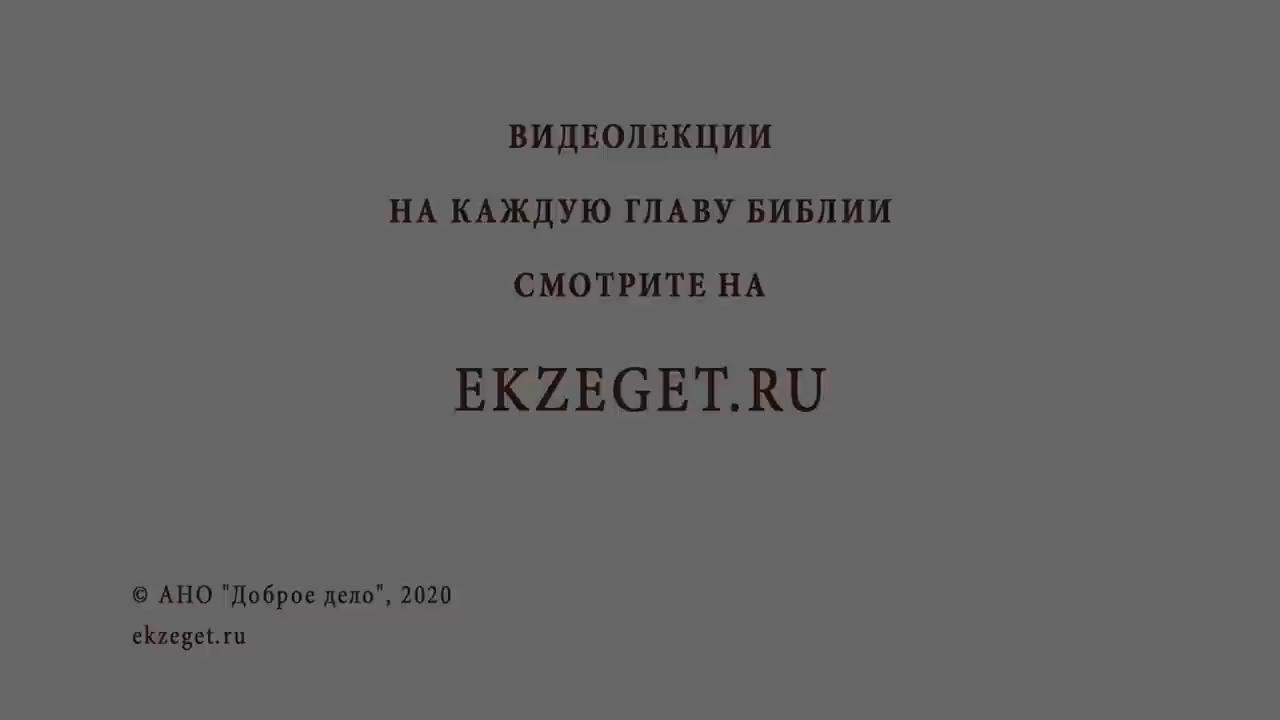 ВИДЕОЛЕКЦИИ
НА КАЖДУЮ ГЛАВУ БИБЛИИ
СМОТРИТЕ НА
EKZEGET.RU
© АНО "Доброе дело", 2020
ekzeget.ru